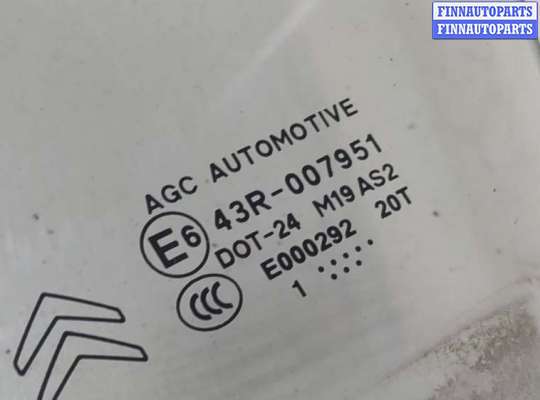 FINNAUTOPARTS
FINNAUTOPARTS
AGC AUTOMOTIVE
E6 43R-007951
DOT-24 M19 AS2
CCC E000292 20T
1